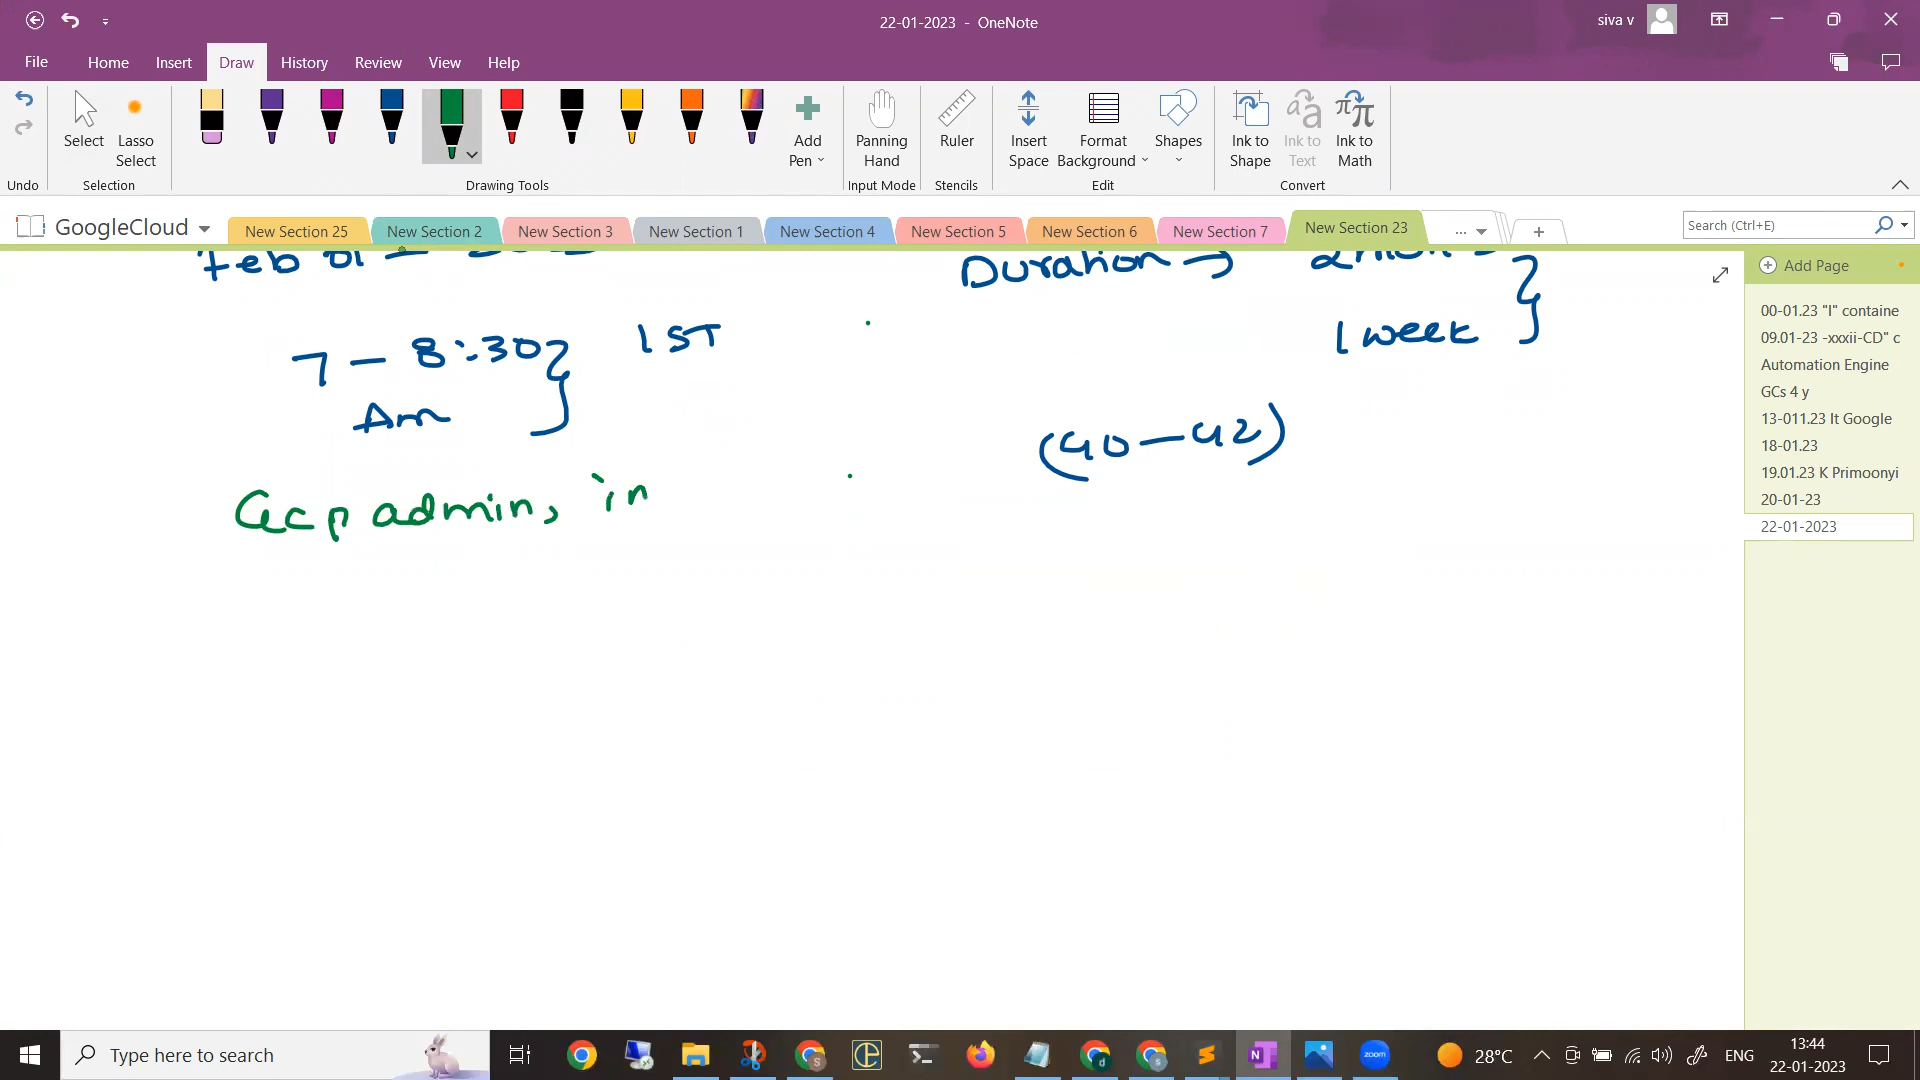 22-01-2023 - OneNote
siva v
File Home Insert Draw History Review View Help
Select
Lasso Select
Add Pen
Panning Hand
Ruler
Insert Space
Format Background
Shapes
Ink to Shape
Ink to Text
Ink to Math
Undo Selection Drawing Tools Input Mode Stencils Edit Convert
GoogleCloud New Section 25 New Section 2 New Section 3 New Section 1 New Section 4 New Section 5 New Section 6 New Section 7 New Section 23 ... Search (Ctrl+E)
Add Page
00-01.23 "I" containe
09.01-23 -xxxii-CD" c
Automation Engine
GCs 4 y
13-011.23 It Google
18-01.23
19.01.23 K Primoonyi
20-01-23
22-01-2023
Feb 01
Duration →
7 - 8:30 IST
Am
1 week
(40 - 42)
Gcp admin, in
Type here to search
28°C ENG 13:44
22-01-2023